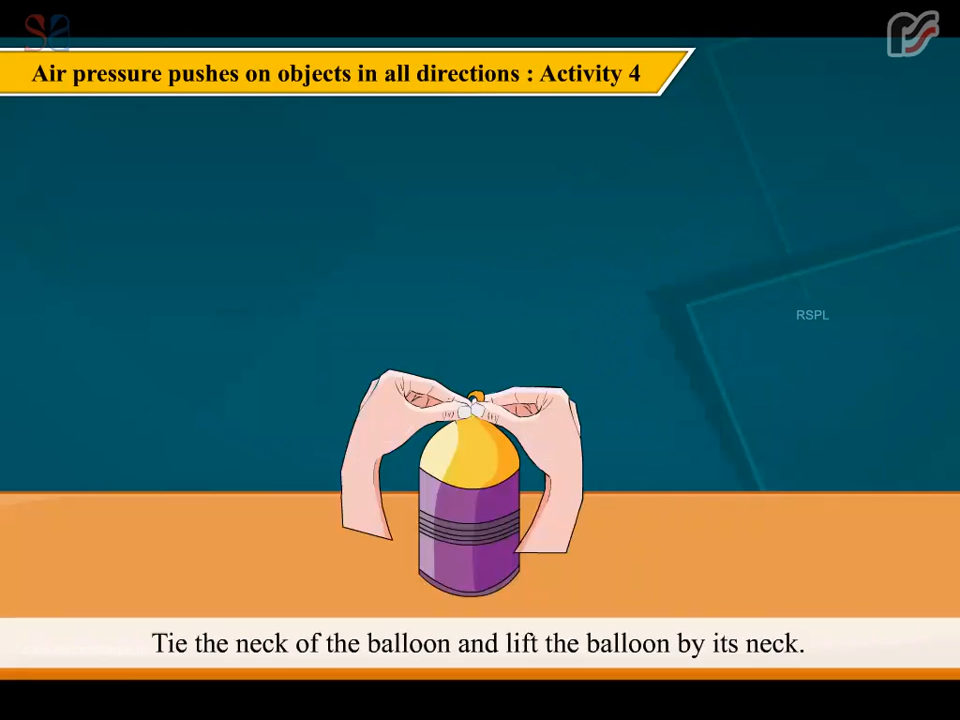 Air pressure pushes on objects in all directions : Activity 4
RSPL
Tie the neck of the balloon and lift the balloon by its neck.